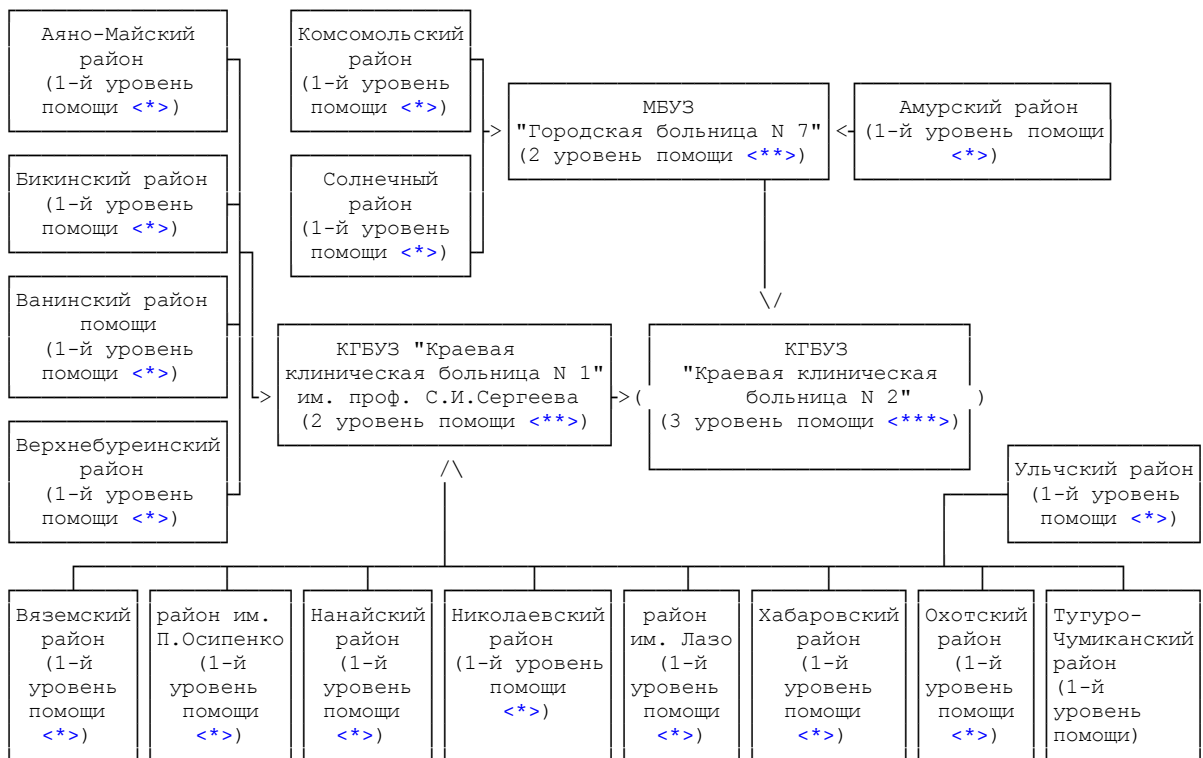 Аяно-Майский
район
(1-й уровень
помощи <*>)
Комсомольский
район
(1-й уровень
помощи <*>)
МБУЗ
"Городская больница N 7"
(2 уровень помощи <**>)
Амурский район
(1-й уровень помощи
<*>)
Бикинский район
(1-й уровень
помощи <*>)
Солнечный
район
(1-й уровень
помощи <*>)
Ванинский район
помощи
(1-й уровень
помощи <*>)
КГБУЗ "Краевая
клиническая больница N 1"
им. проф. С.И.Сергеева
(2 уровень помощи <**>)
КГБУЗ
"Краевая клиническая
больница N 2"
(3 уровень помощи <***>)
Верхнебуреинский
район
(1-й уровень
помощи <*>)
Ульчский район
(1-й уровень
помощи <*>)
Вяземский
район
(1-й
уровень
помощи
<*>)
район им.
П.Осипенко
(1-й
уровень
помощи
<*>)
Нанайский
район
(1-й
уровень
помощи
<*>)
Николаевский
район
(1-й уровень
помощи
<*>)
район
им. Лазо
(1-й
уровень
помощи
<*>)
Хабаровский
район
(1-й
уровень
помощи
<*>)
Охотский
район
(1-й
уровень
помощи
<*>)
Тугуро-
Чумиканский
район
(1-й
уровень
помощи)